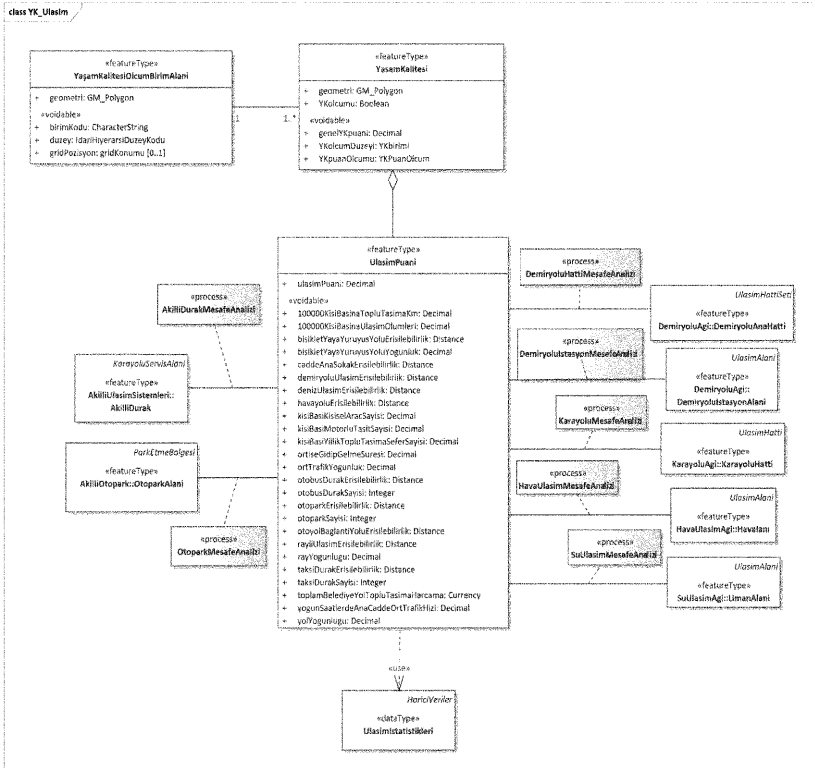 class YK_Ulasim
«featureType»
YaşamKalitesiOlcumBirimAlani
+ geometri: GM_Polygon
«voidable»
+ birimKodu: CharacterString
+ duzey: IdariHiyerarsiDuzeyKodu
+ gridPozisyon: gridKonumu [0..1]
1
1..*
«featureType»
YasamKalitesi
+ geometri: GM_Polygon
+ YKolcumu: Boolean
«voidable»
+ genelYKpuani: Decimal
+ YKolcumDuzeyi: YKbirimi
+ YKpuanOlcumu: YKPuanOlcum
«featureType»
UlasimPuani
+ ulasimPuani: Decimal
«voidable»
+ 100000KisiBasinaTopluTasimaKm: Decimal
+ 100000KisiBasinaUlasimOlumleri: Decimal
+ bisikletYayaYuruyusYoluErisilebilirlik: Distance
+ bisikletYayaYuruyusYoluYogunluk: Decimal
+ caddeAnaSokakErisilebilirlik: Distance
+ demiryoluUlasimErisilebilirlik: Distance
+ denizUlasimErisilebilirlik: Distance
+ havayoluErisilebilirlik: Distance
+ kisiBasiKisiselAracSayisi: Decimal
+ kisiBasiMotorluTasitSayisi: Decimal
+ kisiBasiYillikTopluTasimaSeferSayisi: Decimal
+ ortIseGidipGelmeSuresi: Decimal
+ ortTrafikYogunluk: Decimal
+ otobusDurakErisilebilirlik: Distance
+ otobusDurakSayisi: Integer
+ otoparkErisilebilirlik: Distance
+ otoparkSayisi: Integer
+ otoyolBaglantiYoluErisilebilirlik: Distance
+ rayliUlasimErisilebilirlik: Distance
+ rayYogunlugu: Decimal
+ taksiDurakErisilebilirlik: Distance
+ taksiDurakSayisi: Integer
+ toplamBelediyeYolTopluTasimaHarcama: Currency
+ yogunSaatlerdeAnaCaddeOrtTrafikHizi: Decimal
+ yolYogunlugu: Decimal
«process»
AkilliDurakMesafeAnalizi
KarayoluServisAlani
«featureType»
AkilliUlasimSistemleri::
AkilliDurak
ParkEtmeBolgesi
«featureType»
AkilliOtopark::OtoparkAlani
«process»
OtoparkMesafeAnalizi
«process»
DemiryoluHattiMesafeAnalizi
UlasimHattiSeti
«featureType»
DemiryoluAgi::DemiryoluAnaHatti
«process»
DemiryoluIstasyonMesafeAnalizi
UlasimAlani
«featureType»
DemiryoluAgi::
DemiryoluIstasyonAlani
«process»
KarayoluMesafeAnalizi
UlasimHatti
«featureType»
KarayoluAgi::KarayoluHatti
«process»
HavaUlasimMesafeAnalizi
UlasimAlani
«featureType»
HavaUlasimAgi::Havalani
«process»
SuUlasimMesafeAnalizi
UlasimAlani
«featureType»
SuUlasimAgi::LimanAlani
«use»
HariciVeriler
«dataType»
UlasimIstatistikleri